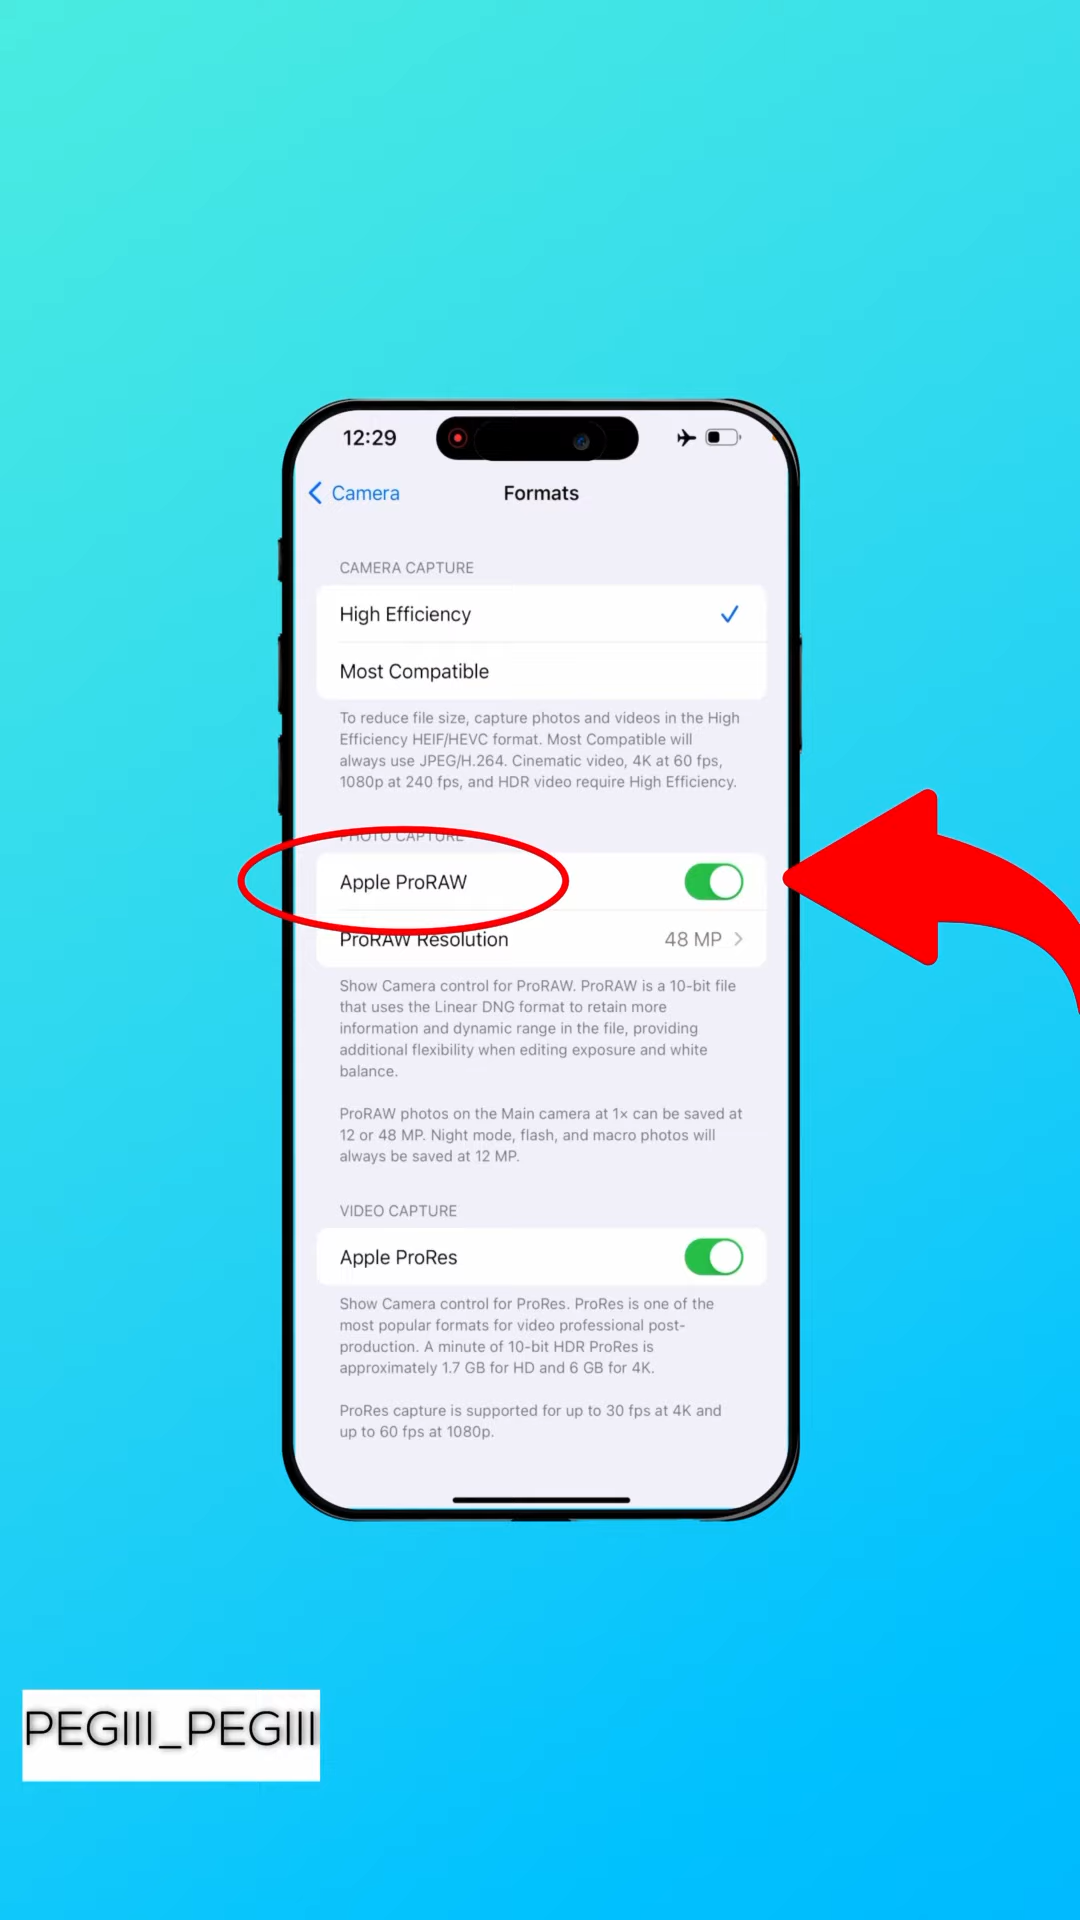 12:29
Camera
Formats
CAMERA CAPTURE
High Efficiency
Most Compatible
To reduce file size, capture photos and videos in the High
Efficiency HEIF/HEVC format. Most Compatible will
always use JPEG/H.264. Cinematic video, 4K at 60 fps,
1080p at 240 fps, and HDR video require High Efficiency.
PHOTO CAPTURE
Apple ProRAW
ProRAW Resolution 48 MP
Show Camera control for ProRAW. ProRAW is a 10-bit file
that uses the Linear DNG format to retain more
information and dynamic range in the file, providing
additional flexibility when editing exposure and white
balance.
ProRAW photos on the Main camera at 1× can be saved at
12 or 48 MP. Night mode, flash, and macro photos will
always be saved at 12 MP.
VIDEO CAPTURE
Apple ProRes
Show Camera control for ProRes. ProRes is one of the
most popular formats for video professional post-
production. A minute of 10-bit HDR ProRes is
approximately 1.7 GB for HD and 6 GB for 4K.
ProRes capture is supported for up to 30 fps at 4K and
up to 60 fps at 1080p.
PEGIII_PEGIII